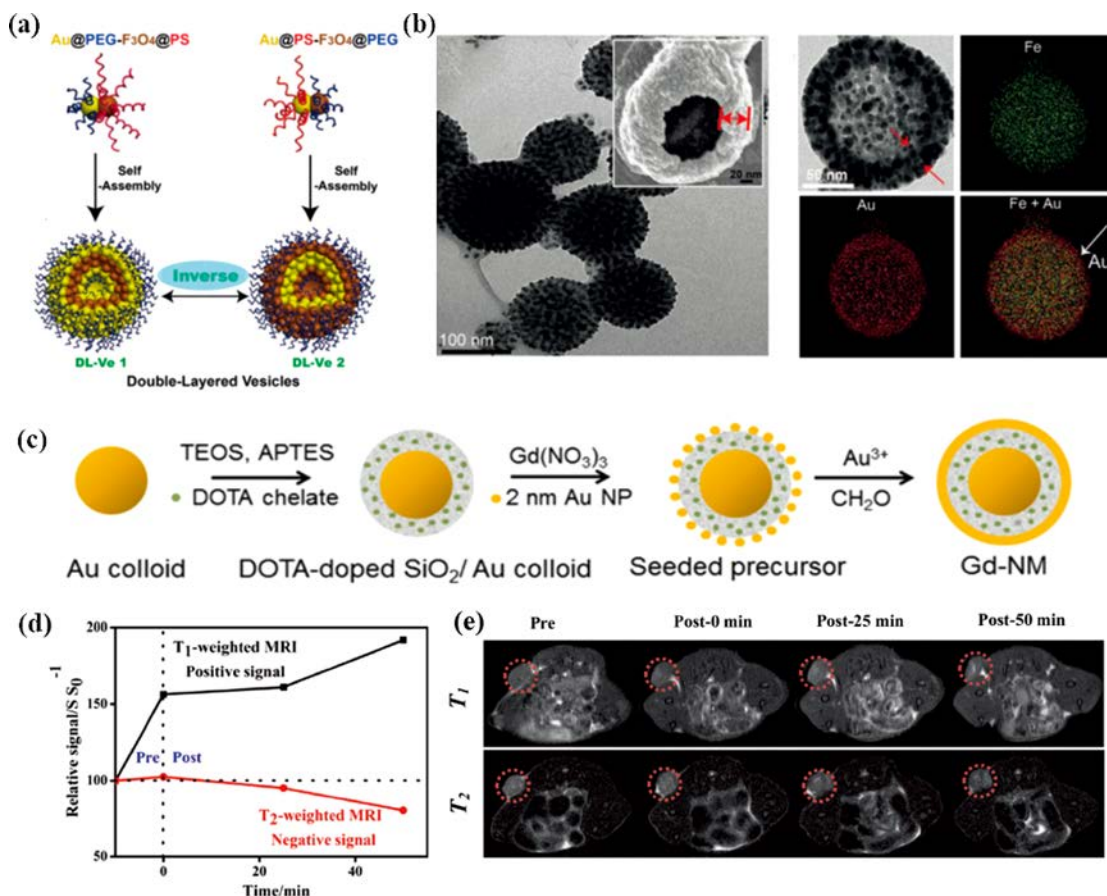 (a)
Au@PEG-F₃O₄@PS
Au@PS-F₃O₄@PEG
Self
-Assembly
Self
-Assembly
Inverse
DL-Ve 1
DL-Ve 2
Double-Layered Vesicles
(b)
20 nm
100 nm
50 nm
Fe
Au
Fe + Au
Au
(c)
TEOS, APTES
DOTA chelate
Gd(NO₃)₃
2 nm Au NP
Au³⁺
CH₂O
Au colloid
DOTA-doped SiO₂/ Au colloid
Seeded precursor
Gd-NM
(d)
Relative signal/S S₀⁻¹
200
150
100
50
T₁-weighted MRI
Positive signal
Pre
Post
T₂-weighted MRI
Negative signal
0
20
40
Time/min
(e)
Pre
Post-0 min
Post-25 min
Post-50 min
T₁
T₂